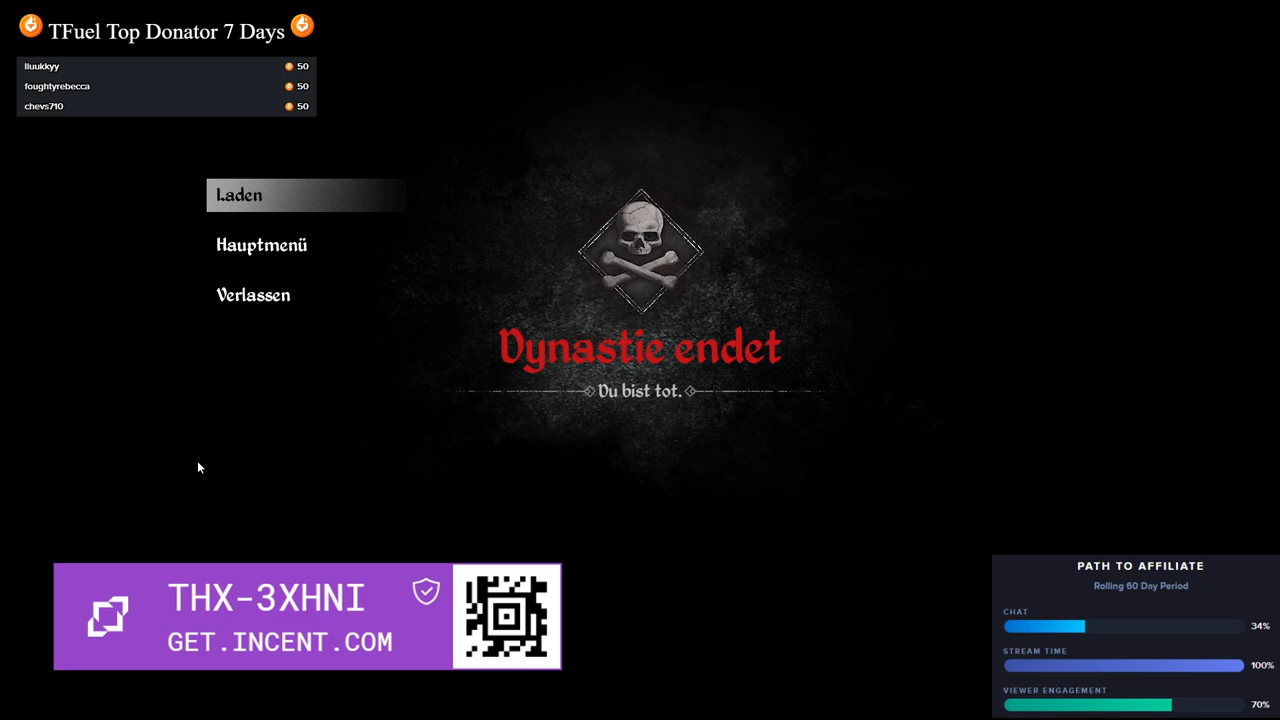 TFuel Top Donator 7 Days
lluukkyy 50
foughtyrebecca 50
chevs710 50
Laden
Hauptmenü
Verlassen
Dynastie endet
Du bist tot.
THX-3XHNI
GET.INCENT.COM
PATH TO AFFILIATE
Rolling 60 Day Period
CHAT
34%
STREAM TIME
100%
VIEWER ENGAGEMENT
70%